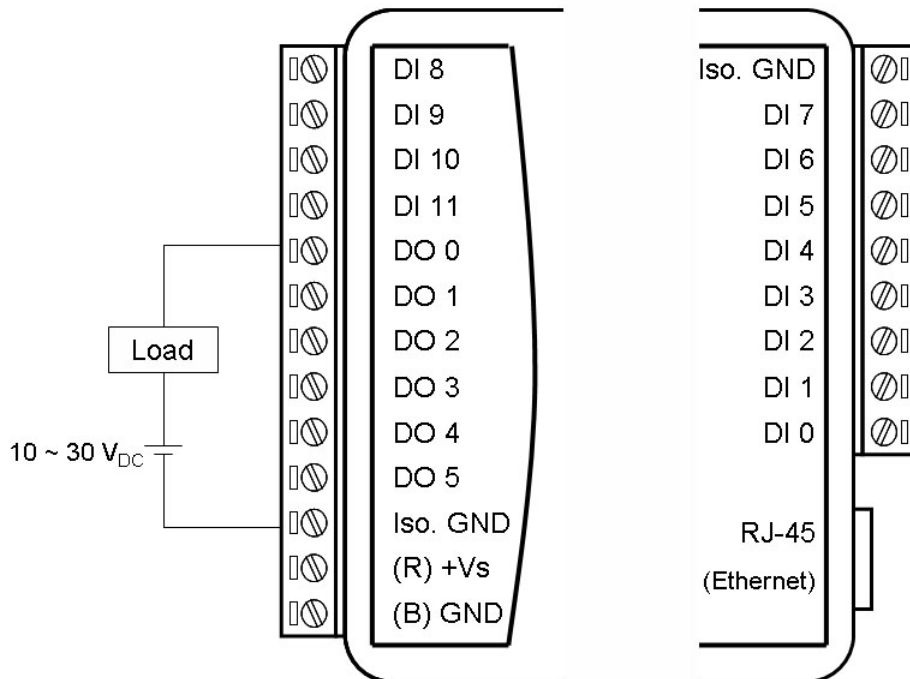 DI 8
DI 9
DI 10
DI 11
DO 0
DO 1
DO 2
DO 3
DO 4
DO 5
Iso. GND
(R) +Vs
(B) GND
Load
10 ~ 30 VDC
Iso. GND
DI 7
DI 6
DI 5
DI 4
DI 3
DI 2
DI 1
DI 0
RJ-45
(Ethernet)